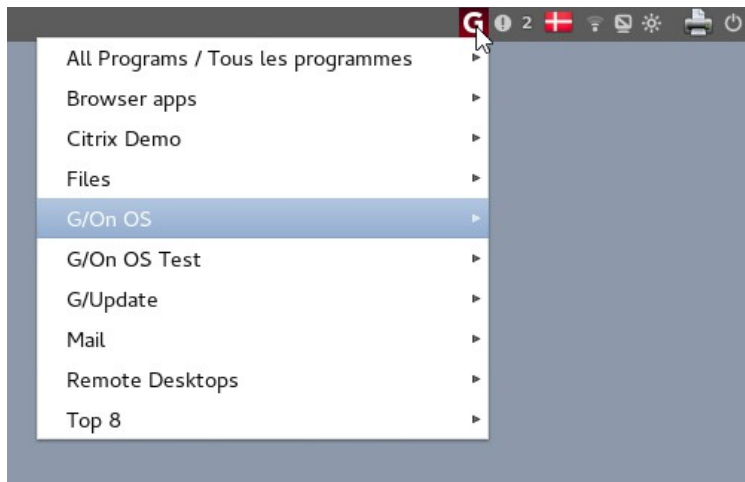 G 2
All Programs / Tous les programmes
Browser apps
Citrix Demo
Files
G/On OS
G/On OS Test
G/Update
Mail
Remote Desktops
Top 8